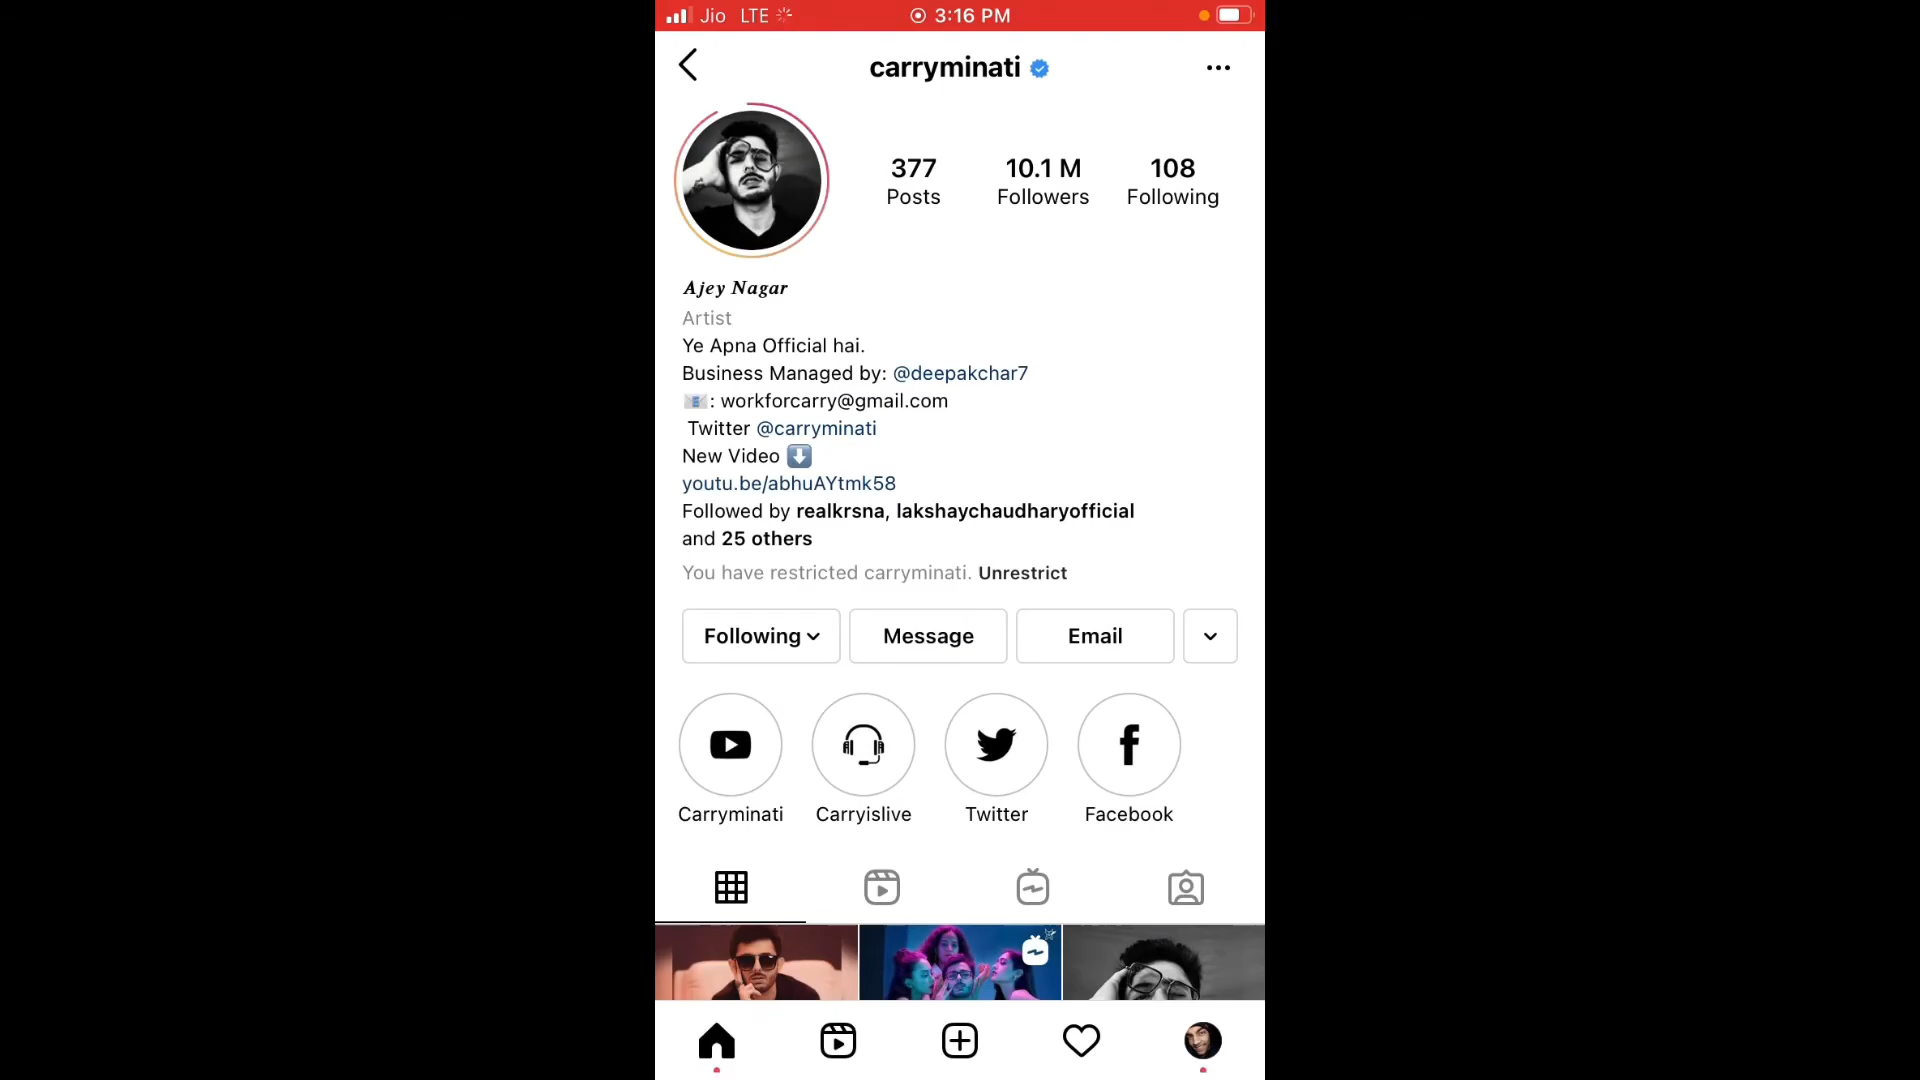 Jio LTE 3:16 PM
carryminati
377 10.1 M 108
Posts Followers Following
Ajey Nagar
Artist
Ye Apna Official hai.
Business Managed by: @deepakchar7
📧: workforcarry@gmail.com
Twitter @carryminati
New Video ⬇️
youtu.be/abhuAYtmk58
Followed by realkrsna, lakshaychaudharyofficial
and 25 others
You have restricted carryminati. Unrestrict
Following Message Email
Carryminati Carryislive Twitter Facebook